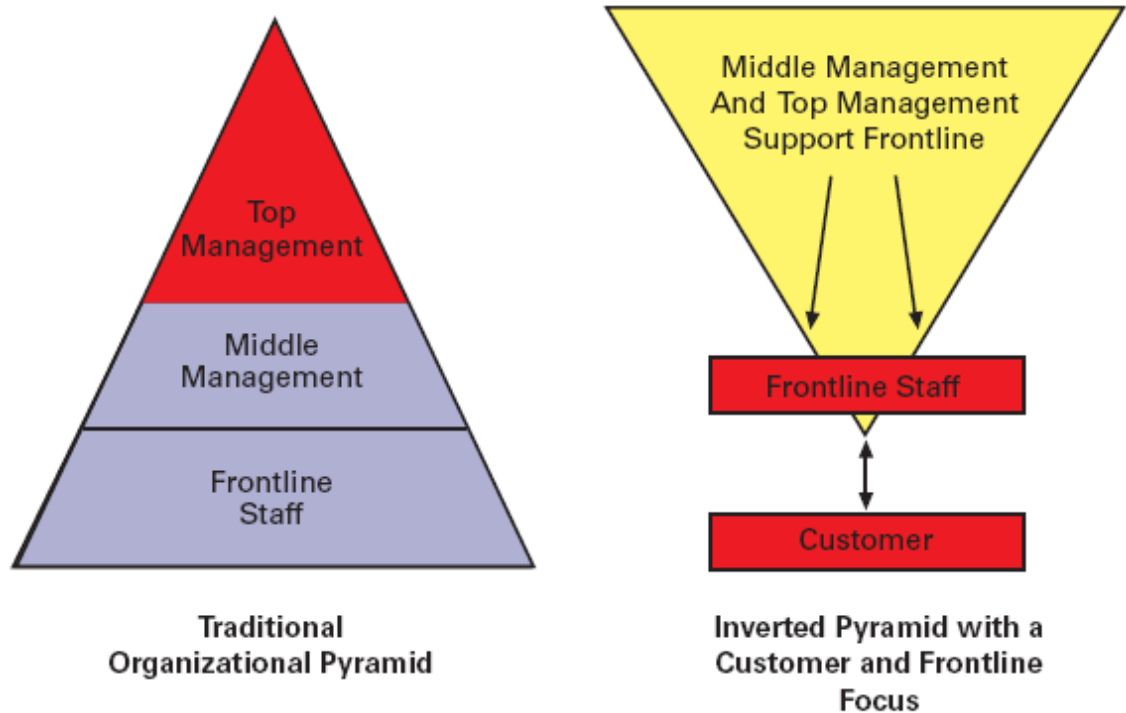 Top
Management
Middle
Management
Frontline
Staff
Traditional
Organizational Pyramid
Middle Management
And Top Management
Support Frontline
Frontline Staff
Customer
Inverted Pyramid with a
Customer and Frontline
Focus